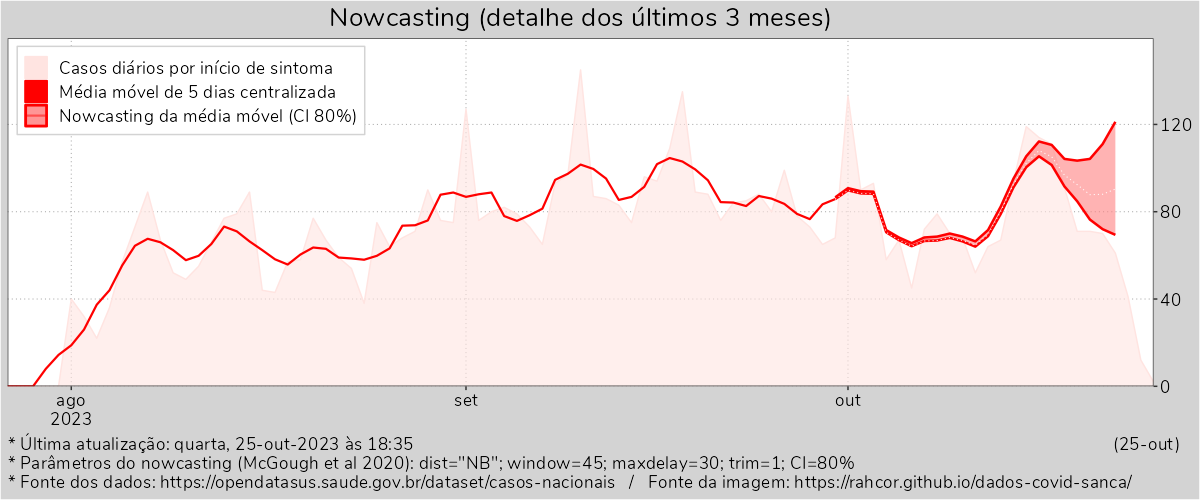 Nowcasting (detalhe dos últimos 3 meses)
Casos diários por início de sintoma
Média móvel de 5 dias centralizada
Nowcasting da média móvel (CI 80%)
120
80
40
0
ago
2023
set
out
* Última atualização: quarta, 25-out-2023 às 18:35
(25-out)
* Parâmetros do nowcasting (McGough et al 2020): dist="NB"; window=45; maxdelay=30; trim=1; CI=80%
* Fonte dos dados: https://opendatasus.saude.gov.br/dataset/casos-nacionais / Fonte da imagem: https://rahcor.github.io/dados-covid-sanca/